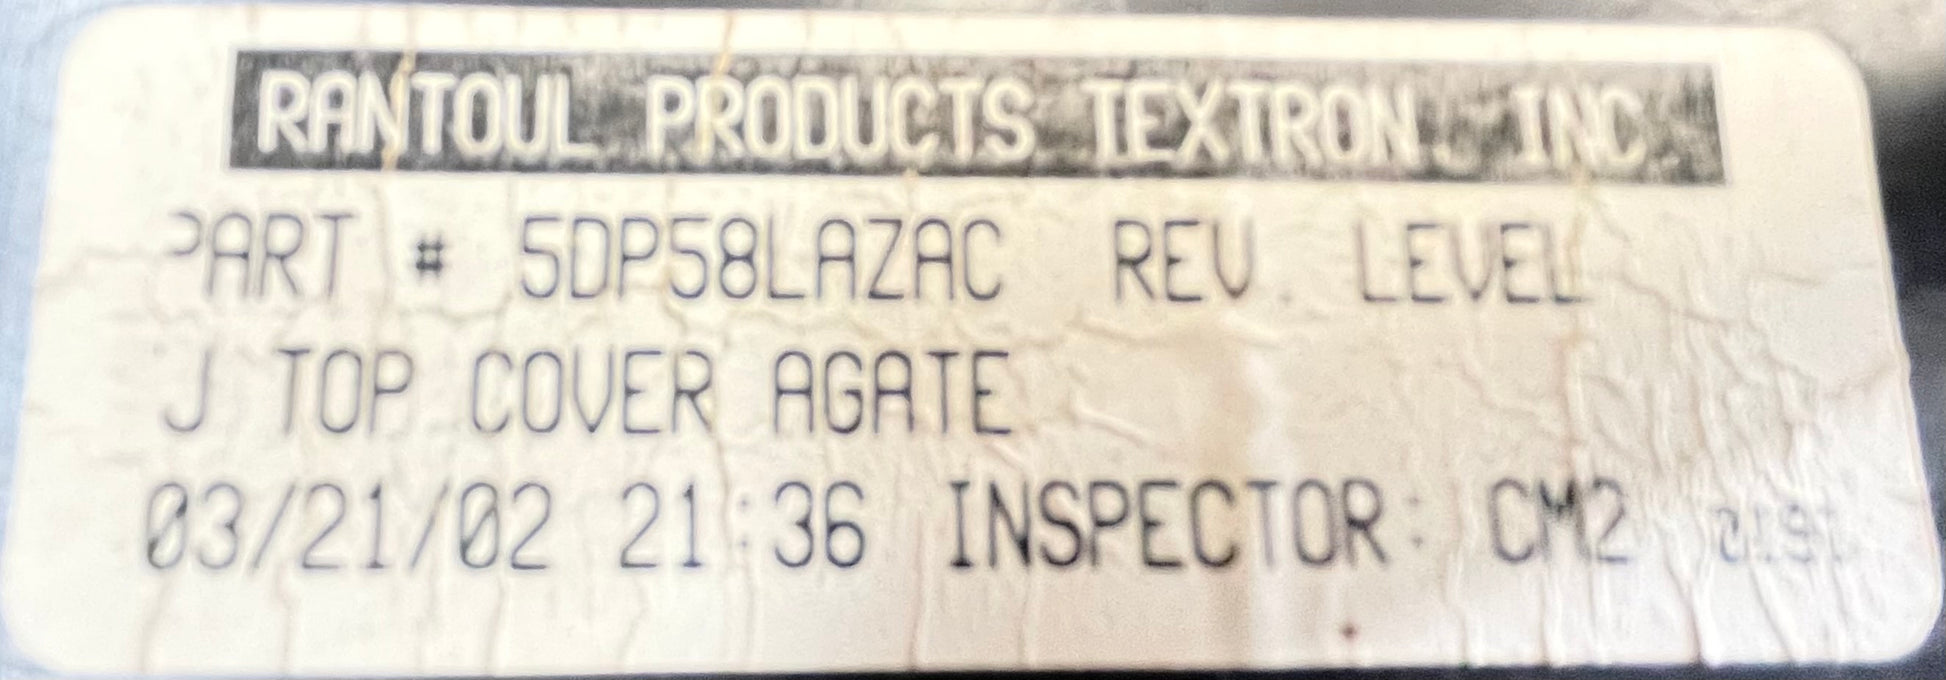 RANTOUL PRODUCTS TEXTRON, INC.
PART # 5DP58LAZAC REV. LEVEL
J TOP COVER AGATE
03/21/02 21:36 INSPECTOR: CM2